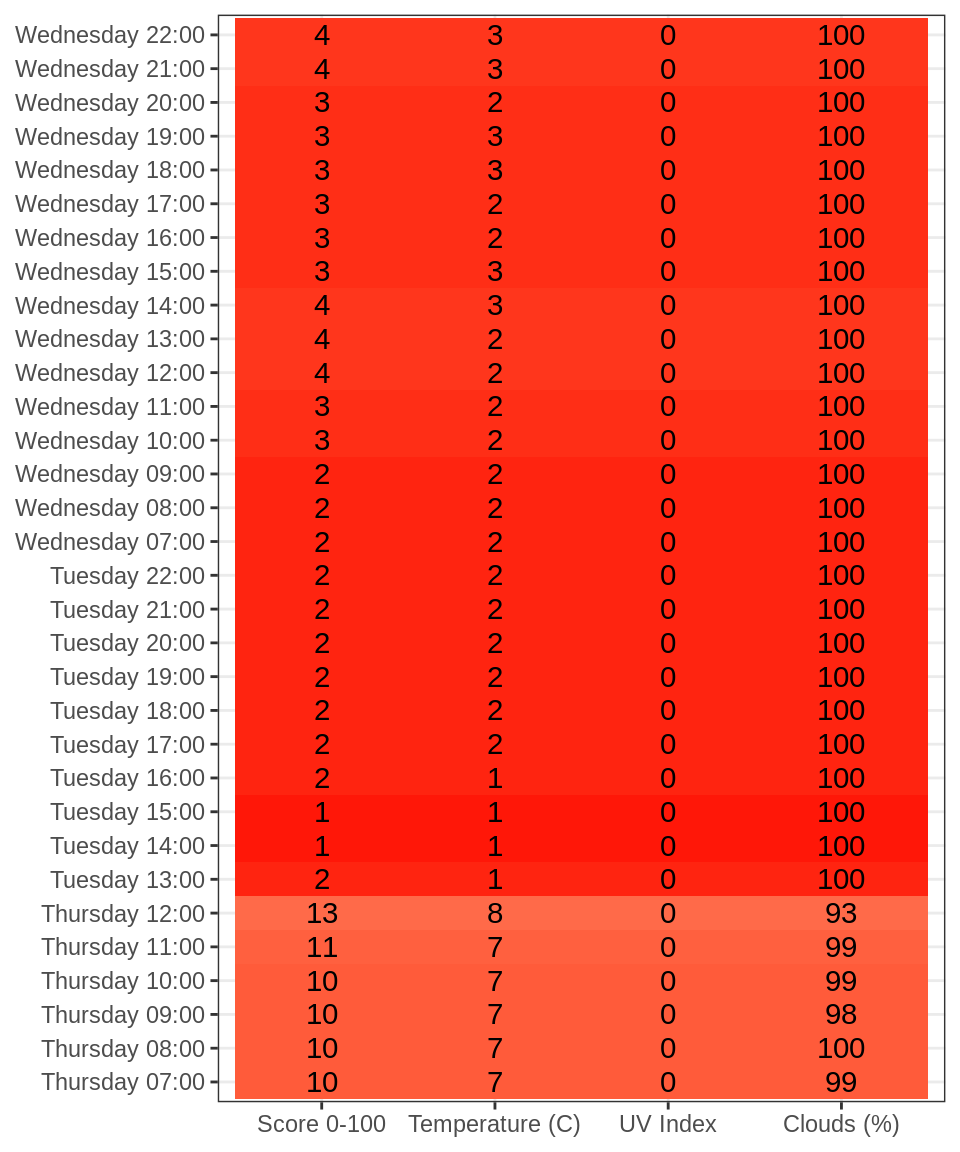 Wednesday 22:00 4 3 0 100
Wednesday 21:00 4 3 0 100
Wednesday 20:00 3 2 0 100
Wednesday 19:00 3 3 0 100
Wednesday 18:00 3 3 0 100
Wednesday 17:00 3 2 0 100
Wednesday 16:00 3 2 0 100
Wednesday 15:00 3 3 0 100
Wednesday 14:00 4 3 0 100
Wednesday 13:00 4 2 0 100
Wednesday 12:00 4 2 0 100
Wednesday 11:00 3 2 0 100
Wednesday 10:00 3 2 0 100
Wednesday 09:00 2 2 0 100
Wednesday 08:00 2 2 0 100
Wednesday 07:00 2 2 0 100
Tuesday 22:00 2 2 0 100
Tuesday 21:00 2 2 0 100
Tuesday 20:00 2 2 0 100
Tuesday 19:00 2 2 0 100
Tuesday 18:00 2 2 0 100
Tuesday 17:00 2 2 0 100
Tuesday 16:00 2 1 0 100
Tuesday 15:00 1 1 0 100
Tuesday 14:00 1 1 0 100
Tuesday 13:00 2 1 0 100
Thursday 12:00 13 8 0 93
Thursday 11:00 11 7 0 99
Thursday 10:00 10 7 0 99
Thursday 09:00 10 7 0 98
Thursday 08:00 10 7 0 100
Thursday 07:00 10 7 0 99
Score 0-100 Temperature (C) UV Index Clouds (%)